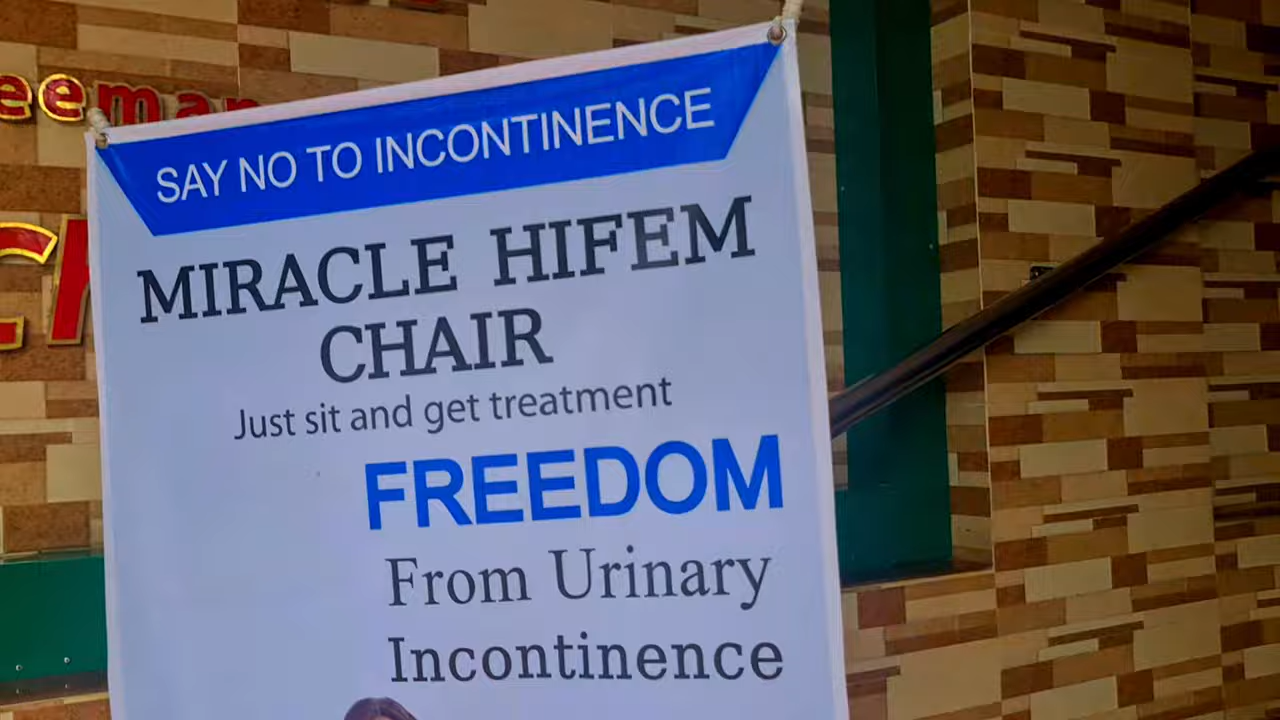 SAY NO TO INCONTINENCE
MIRACLE HIFEM
CHAIR
Just sit and get treatment
FREEDOM
From Urinary
Incontinence